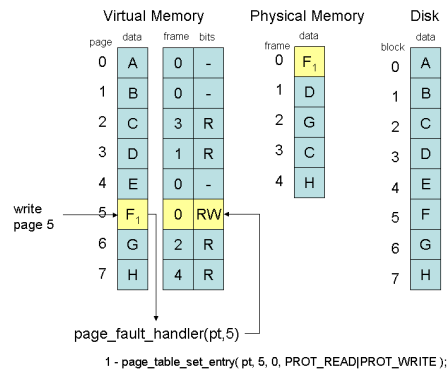 Virtual Memory Physical Memory Disk
page data frame bits frame data block data
0 A 0 - 0 F1 0 A
1 B 0 - 1 D 1 B
2 C 3 R 2 G 2 C
3 D 1 R 3 C 3 D
4 E 0 - 4 H 4 E
write
page 5
5 F1 0 RW 5 F
6 G 2 R 6 G
7 H 4 R 7 H
page_fault_handler(pt,5)
1 - page_table_set_entry( pt, 5, 0, PROT_READ|PROT_WRITE );